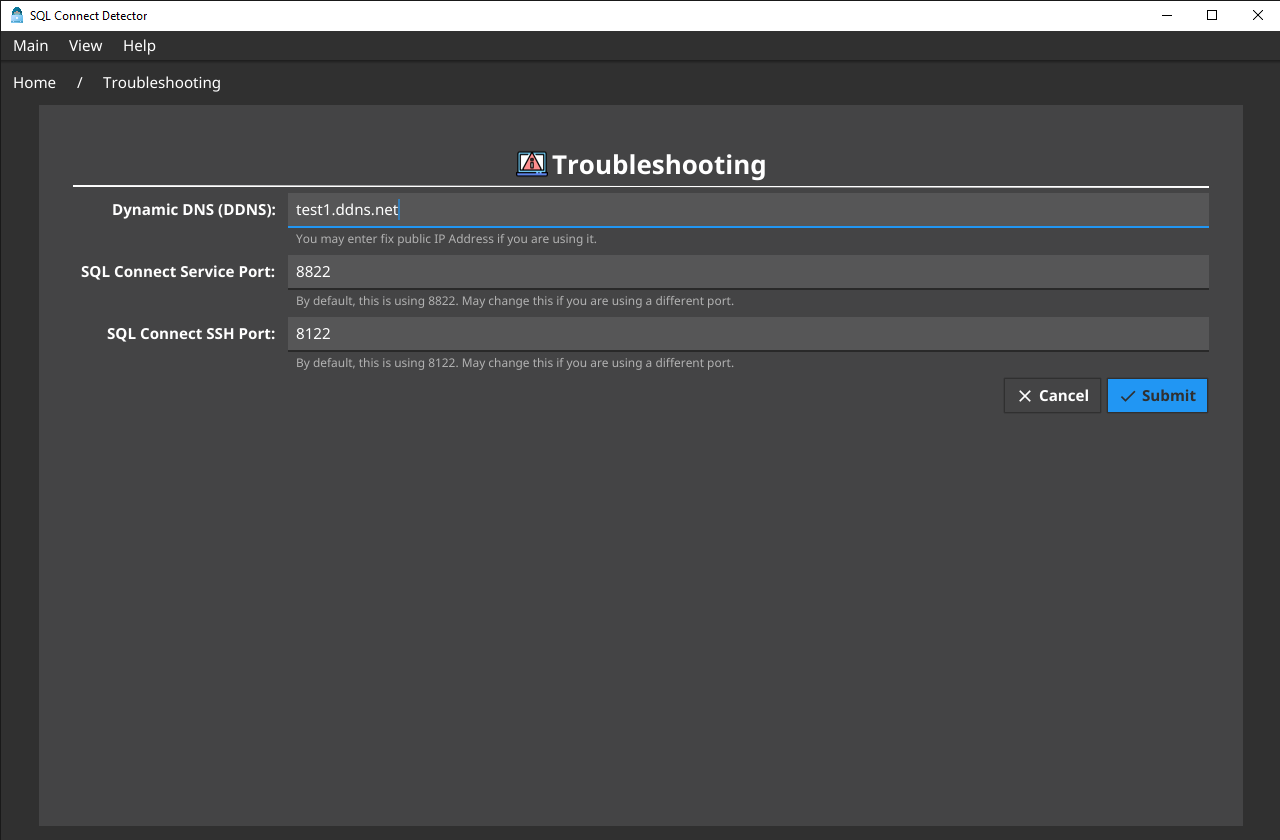 SQL Connect Detector
Main View Help
Home / Troubleshooting
Troubleshooting
Dynamic DNS (DDNS): test1.ddns.net
You may enter fix public IP Address if you are using it.
SQL Connect Service Port: 8822
By default, this is using 8822. May change this if you are using a different port.
SQL Connect SSH Port: 8122
By default, this is using 8122. May change this if you are using a different port.
Cancel Submit